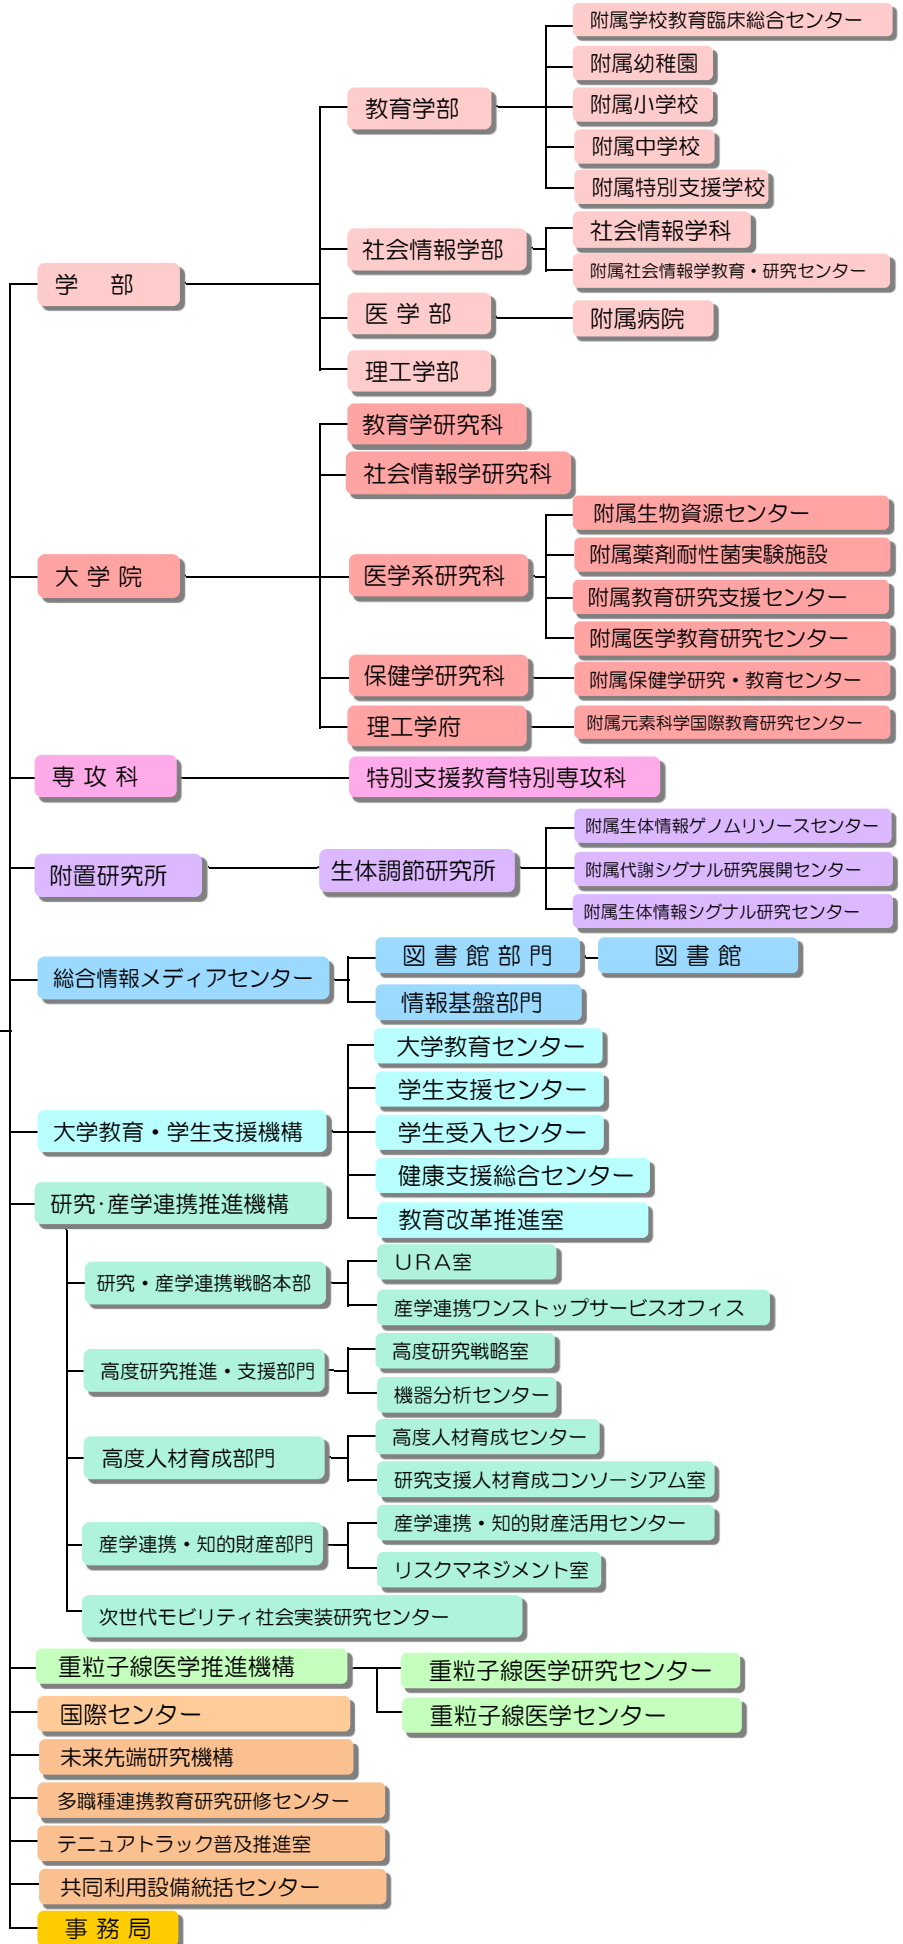 附属学校教育臨床総合センター
附属幼稚園
教育学部
附属小学校
附属中学校
附属特別支援学校
社会情報学科
社会情報学部
附属社会情報学教育・研究センター
学 部
医 学 部
附属病院
理工学部
教育学研究科
社会情報学研究科
附属生物資源センター
附属薬剤耐性菌実験施設
大 学 院
医学系研究科
附属教育研究支援センター
附属医学教育研究センター
保健学研究科
附属保健学研究・教育センター
理工学府
附属元素科学国際教育研究センター
専 攻 科
特別支援教育特別専攻科
附属生体情報ゲノムリソースセンター
附置研究所
生体調節研究所
附属代謝シグナル研究展開センター
附属生体情報シグナル研究センター
図 書 館 部 門
図 書 館
総合情報メディアセンター
情報基盤部門
大学教育センター
学生支援センター
大学教育・学生支援機構
学生受入センター
健康支援総合センター
研究・産学連携推進機構
教育改革推進室
URA室
研究・産学連携戦略本部
産学連携ワンストップサービスオフィス
高度研究戦略室
高度研究推進・支援部門
機器分析センター
高度人材育成センター
高度人材育成部門
研究支援人材育成コンソーシアム室
産学連携・知的財産活用センター
産学連携・知的財産部門
リスクマネジメント室
次世代モビリティ社会実装研究センター
重粒子線医学推進機構
重粒子線医学研究センター
国際センター
重粒子線医学センター
未来先端研究機構
多職種連携教育研究研修センター
テニュアトラック普及推進室
共同利用設備統括センター
事 務 局